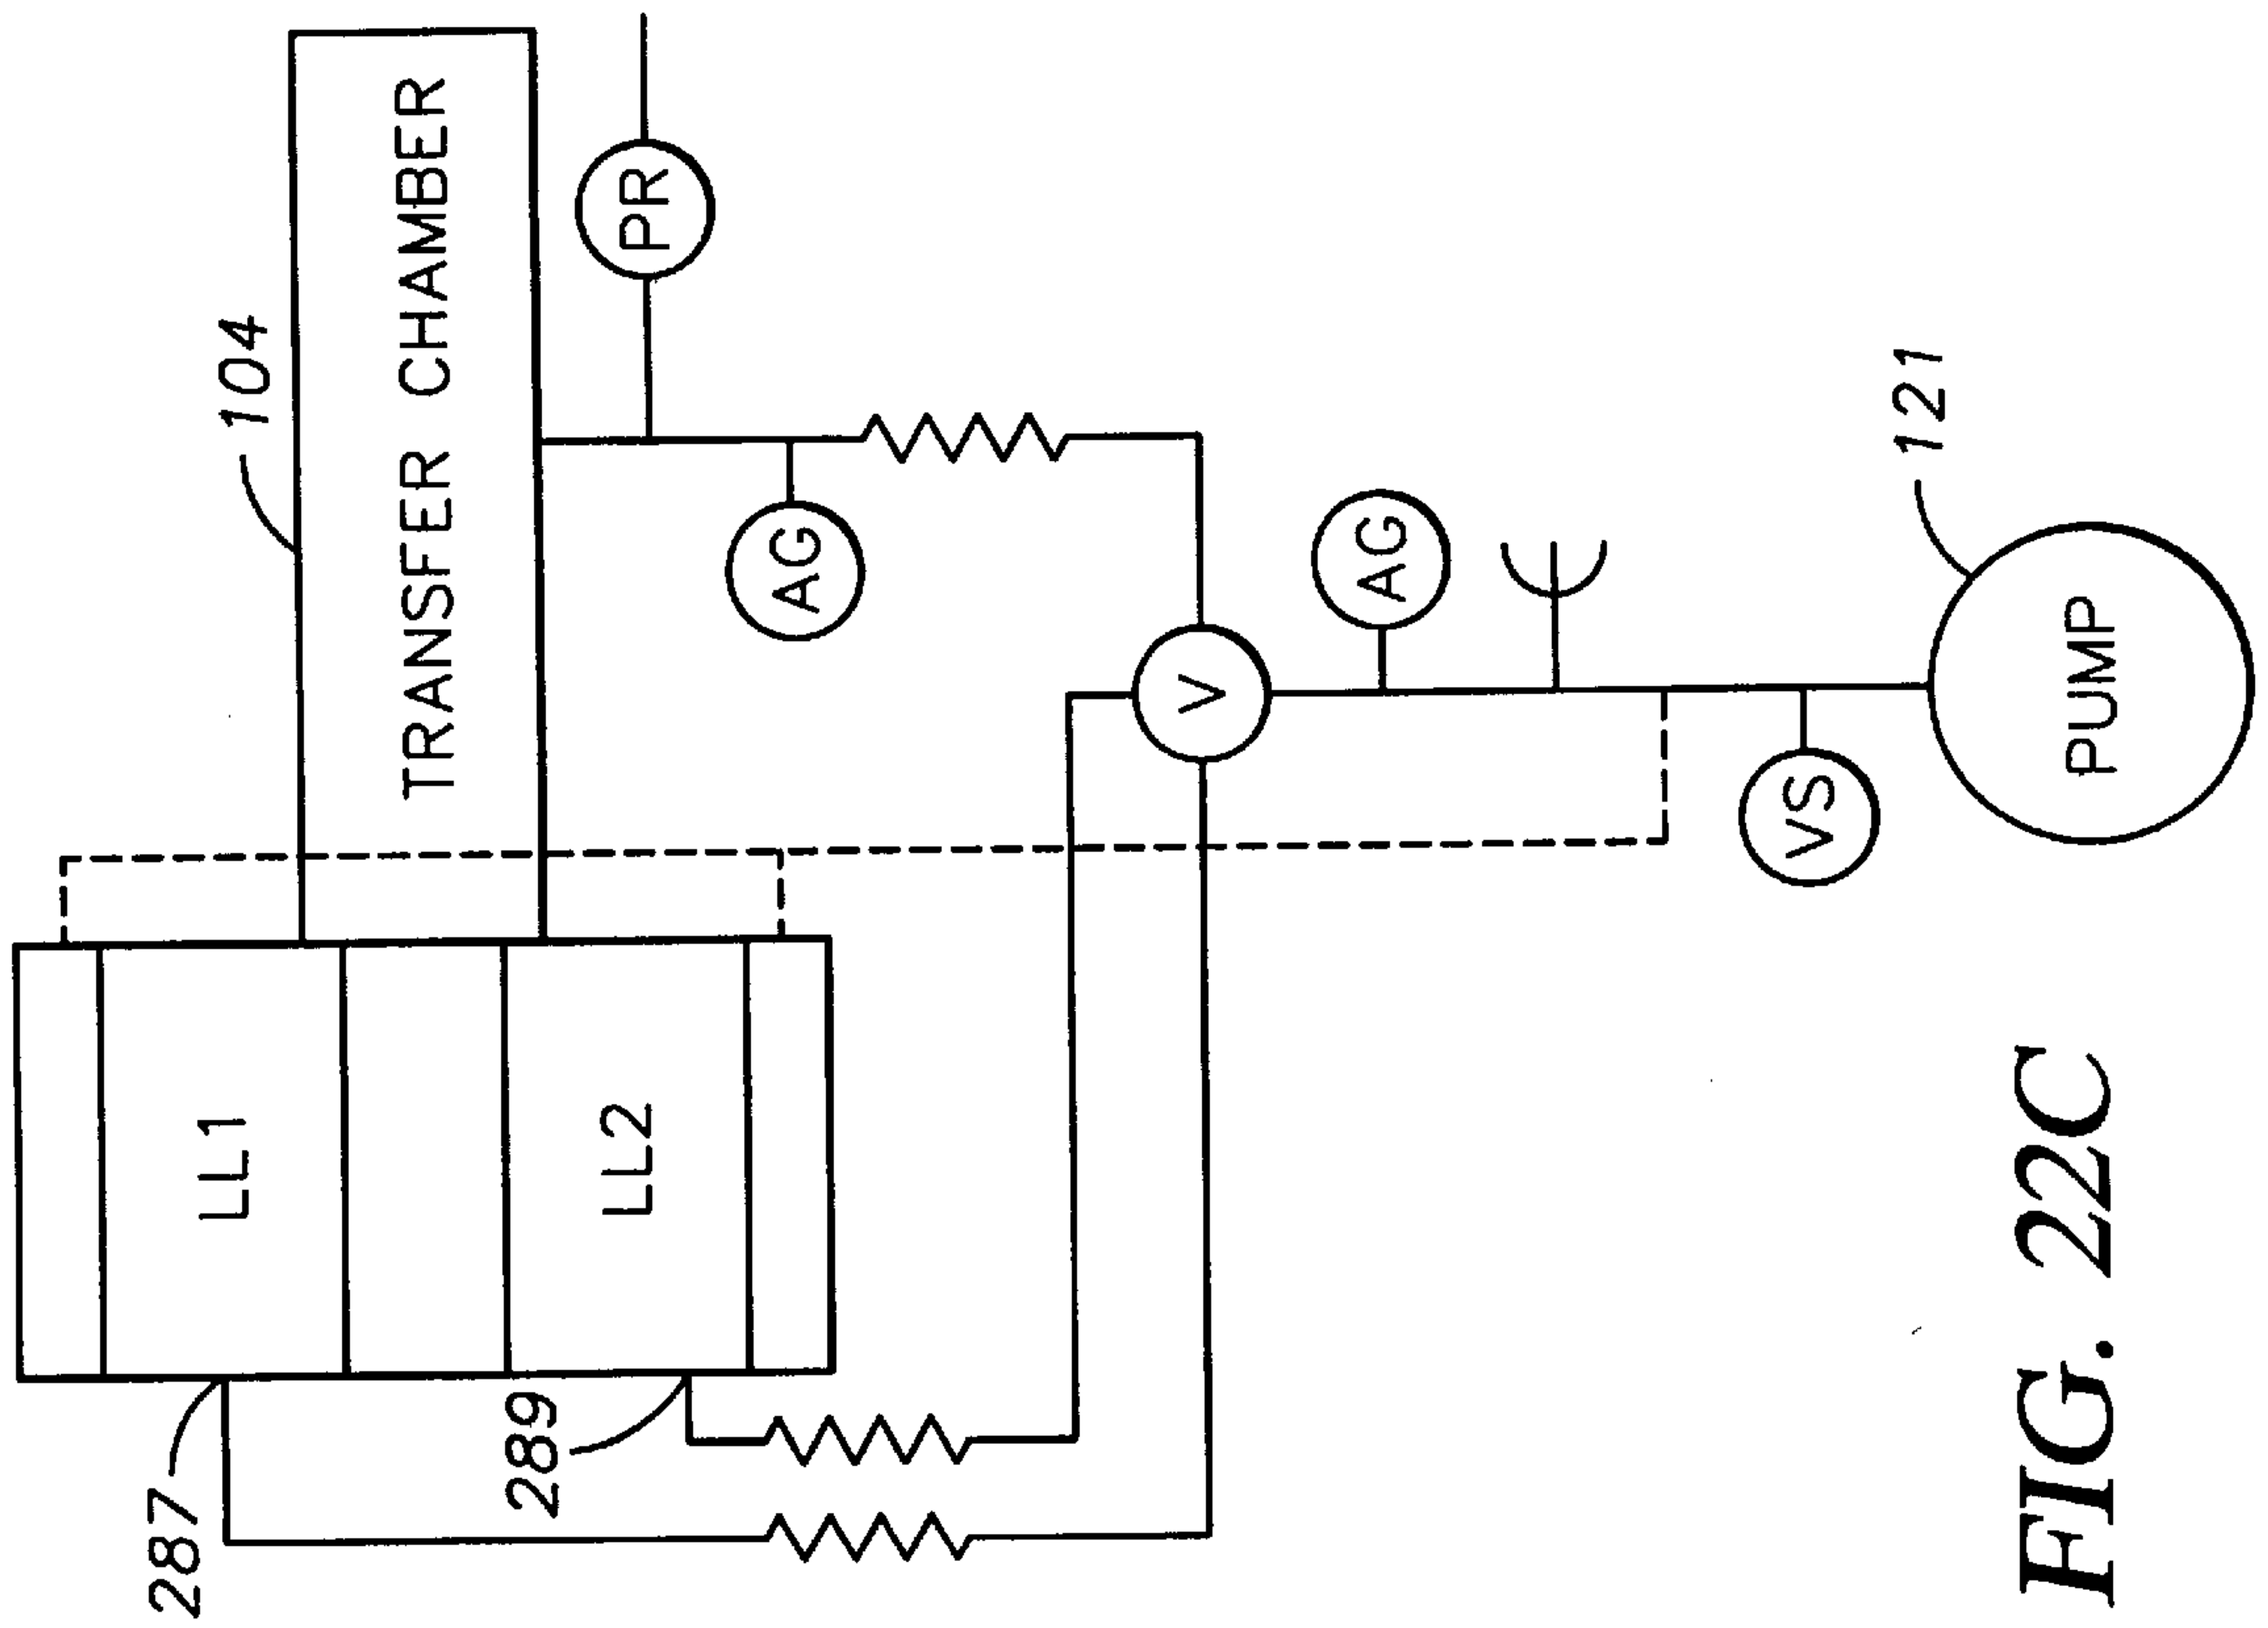 287
LL1
104
TRANSFER CHAMBER
289
LL2
PR
AG
V
AG
VS
121
PUMP
FIG. 22C